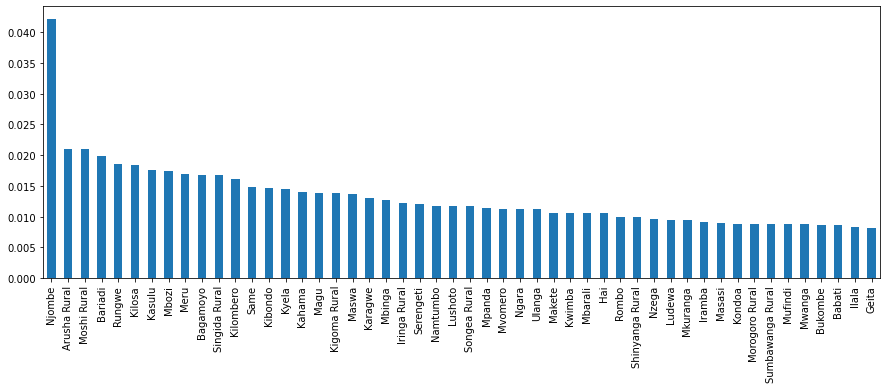 0.040
0.035
0.030
0.025
0.020
0.015
0.010
0.005
0.000
Njombe
Arusha Rural
Moshi Rural
Bariadi
Rungwe
Kilosa
Kasulu
Mbozi
Meru
Bagamoyo
Singida Rural
Kilombero
Same
Kibondo
Kyela
Kahama
Magu
Kigoma Rural
Maswa
Karagwe
Mbinga
Iringa Rural
Serengeti
Namtumbo
Lushoto
Songea Rural
Mpanda
Mvomero
Ngara
Ulanga
Makete
Kwimba
Mbarali
Hai
Rombo
Shinyanga Rural
Nzega
Ludewa
Mkuranga
Iramba
Masasi
Kondoa
Morogoro Rural
Sumbawanga Rural
Mufindi
Mwanga
Bukombe
Babati
Ilala
Geita